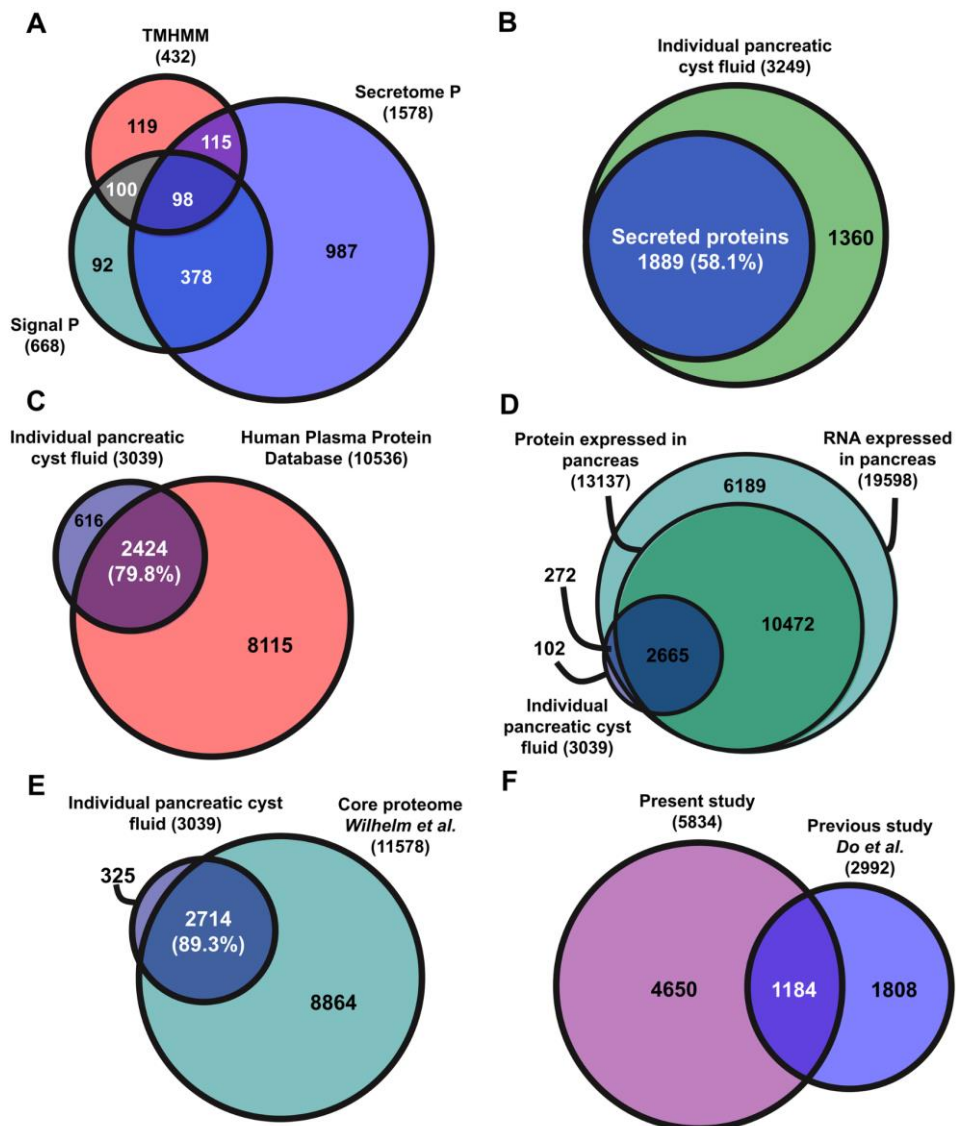 A
TMHMM
(432)
Secretome P
(1578)
119
115
100
98
92
378
987
Signal P
(668)
B
Individual pancreatic
cyst fluid (3249)
Secreted proteins
1889 (58.1%)
1360
C
Individual pancreatic
cyst fluid (3039)
Human Plasma Protein
Database (10536)
616
2424
(79.8%)
8115
D
Protein expressed in
pancreas
(13137)
RNA expressed
in pancreas
(19598)
6189
272
10472
102
2665
Individual
pancreatic cyst
fluid (3039)
E
Individual pancreatic cyst
fluid (3039)
Core proteome
Wilhelm et al.
(11578)
325
2714
(89.3%)
8864
F
Present study
(5834)
Previous study
Do et al.
(2992)
4650
1184
1808